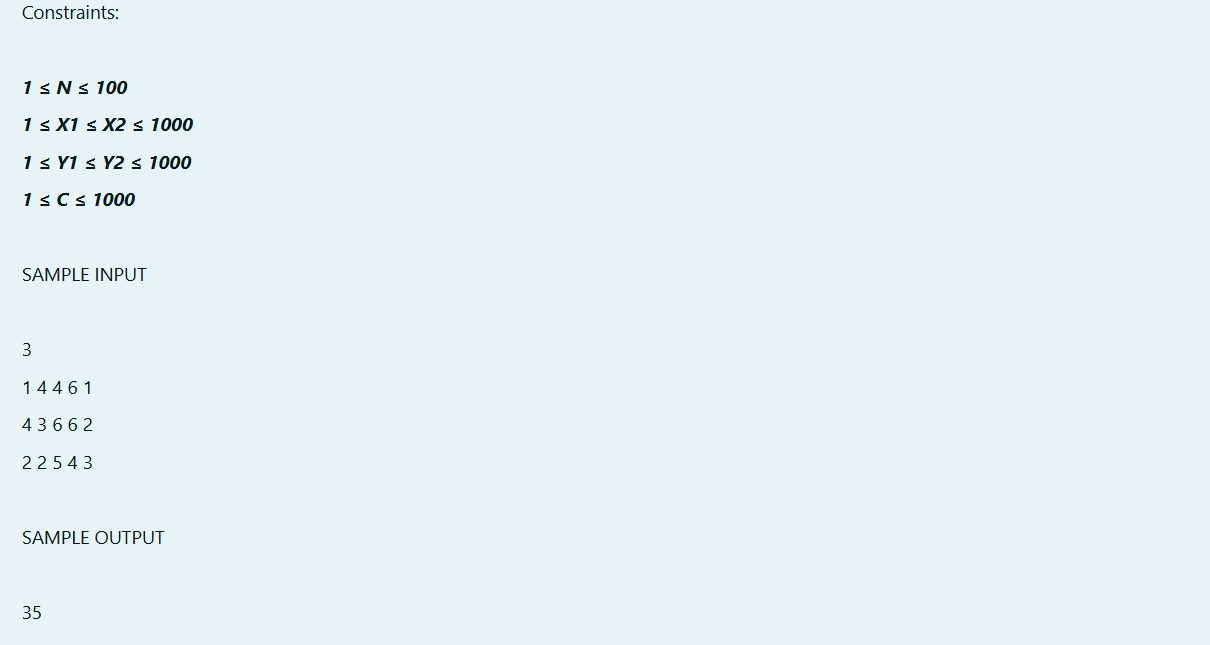 Constraints:
1 ≤ N ≤ 100
1 ≤ X1 ≤ X2 ≤ 1000
1 ≤ Y1 ≤ Y2 ≤ 1000
1 ≤ C ≤ 1000
SAMPLE INPUT
3
1 4 4 6 1
4 3 6 6 2
2 2 5 4 3
SAMPLE OUTPUT
35